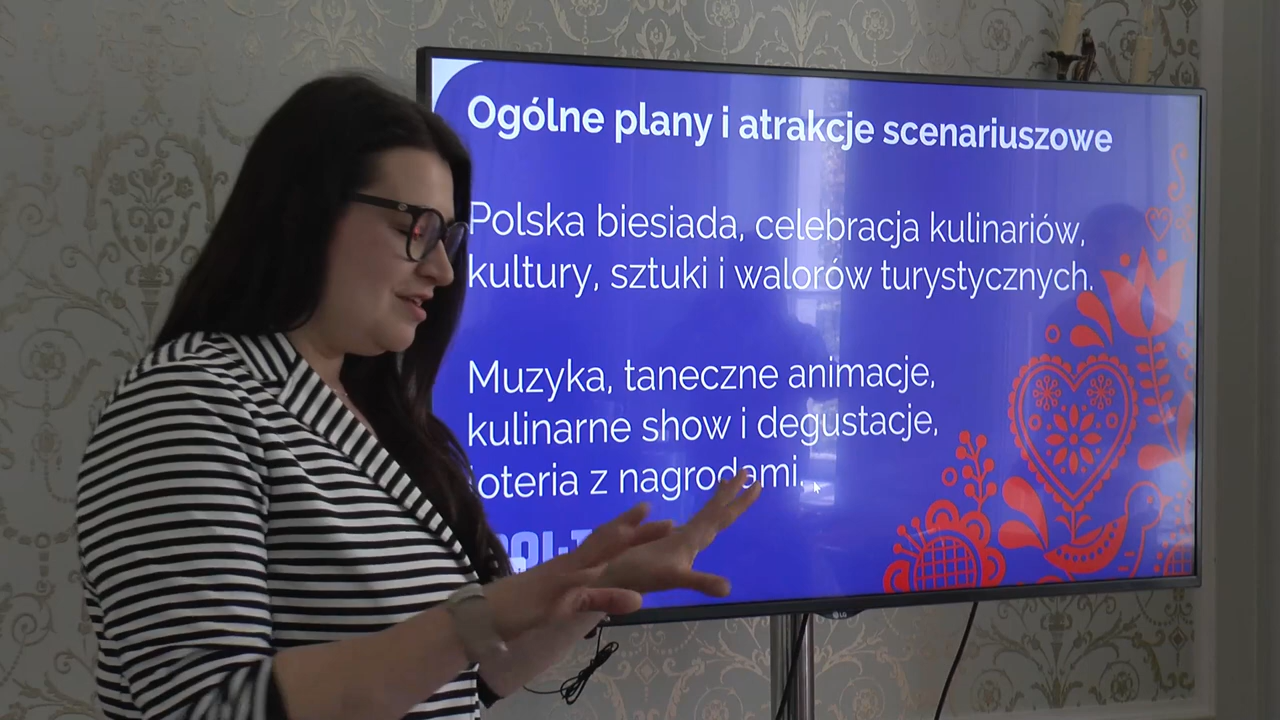 Ogólne plany i atrakcje scenariuszowe
Polska biesiada, celebracja kulinariów,
kultury, sztuki i walorów turystycznych.
Muzyka, taneczne animacje,
kulinarne show i degustacje,
z nagrodami.
LG